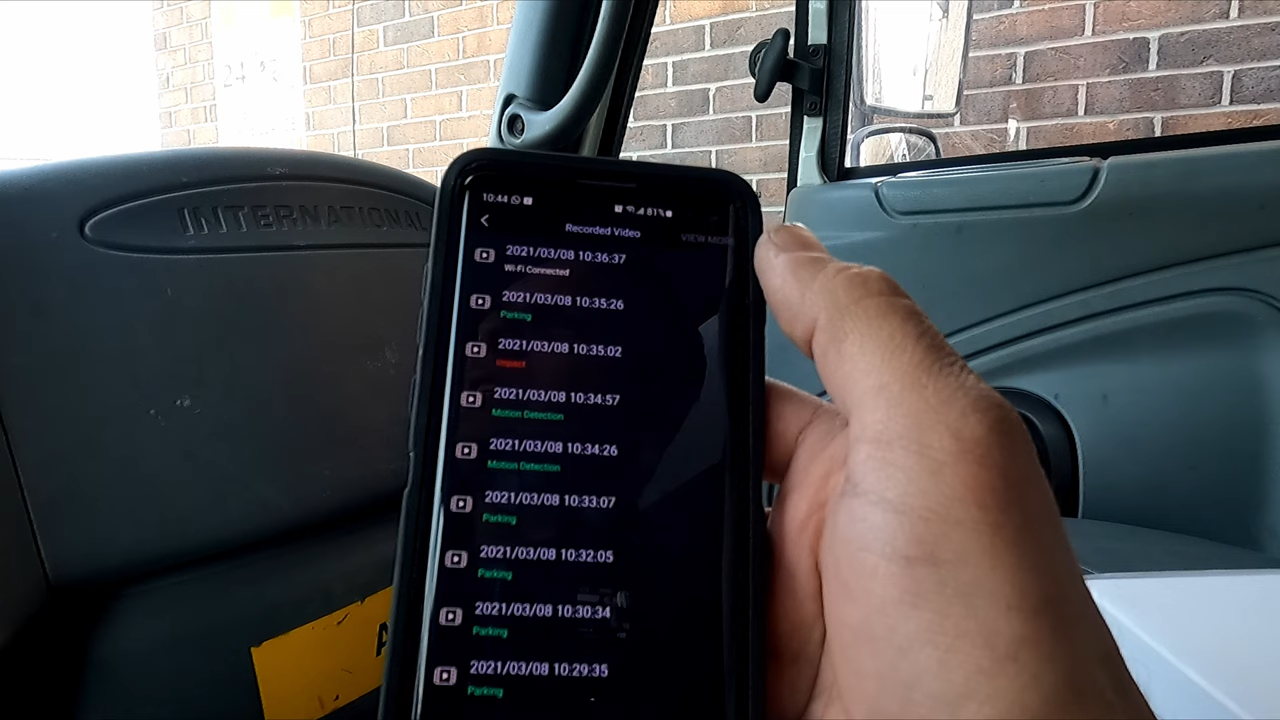 INTERNATIONAL
10:44
81%
Recorded Video
VIEW MORE
2021/03/08 10:36:37
Wi-Fi Connected
2021/03/08 10:35:26
Parking
2021/03/08 10:35:02
Impact
2021/03/08 10:34:57
Motion Detection
2021/03/08 10:34:26
Motion Detection
2021/03/08 10:33:07
Parking
2021/03/08 10:32:05
Parking
2021/03/08 10:30:34
Parking
2021/03/08 10:29:35
Parking
A